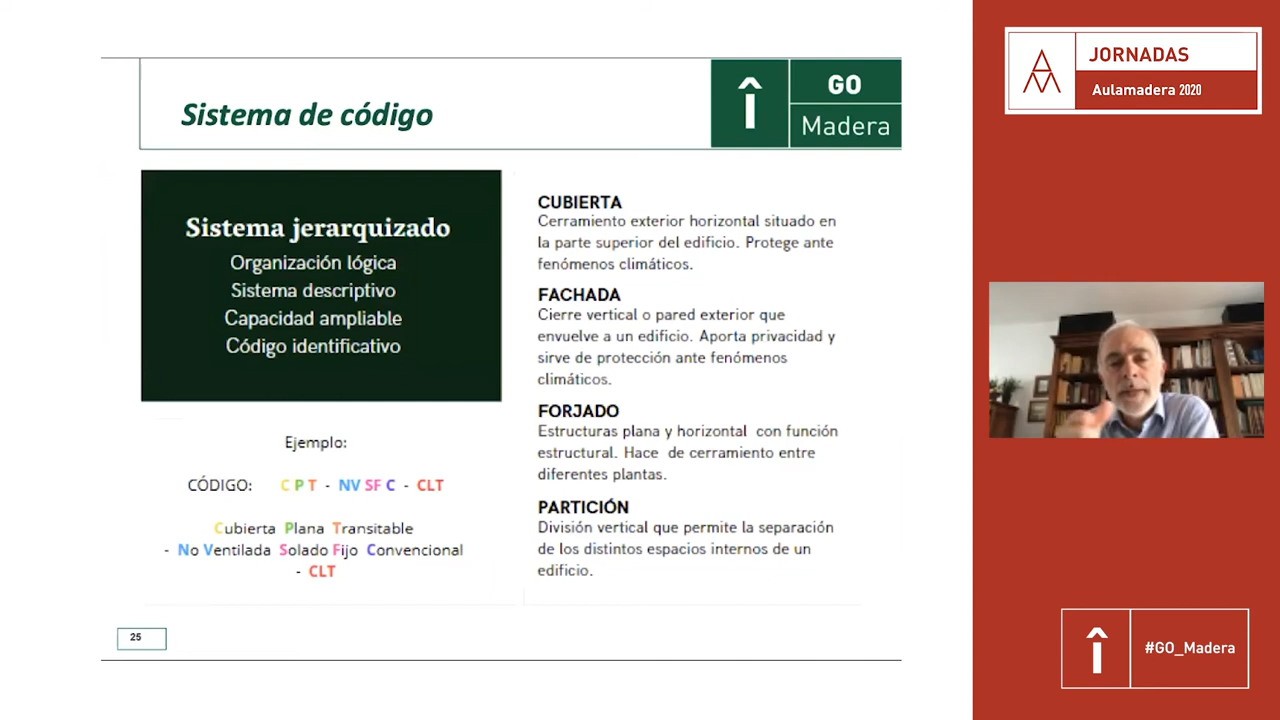 Sistema de código
GO
Madera
Sistema jerarquizado
Organización lógica
Sistema descriptivo
Capacidad ampliable
Código identificativo
Ejemplo:
CÓDIGO: C P T - NV SF C - CLT
Cubierta Plana Transitable
- No Ventilada Solado Fijo Convencional
- CLT
CUBIERTA
Cerramiento exterior horizontal situado en
la parte superior del edificio. Protege ante
fenómenos climáticos.
FACHADA
Cierre vertical o pared exterior que
envuelve a un edificio. Aporta privacidad y
sirve de protección ante fenómenos
climáticos.
FORJADO
Estructuras plana y horizontal con función
estructural. Hace de cerramiento entre
diferentes plantas.
PARTICIÓN
División vertical que permite la separación
de los distintos espacios internos de un
edificio.
25
JORNADAS
Aulamadera 2020
#GO_Madera